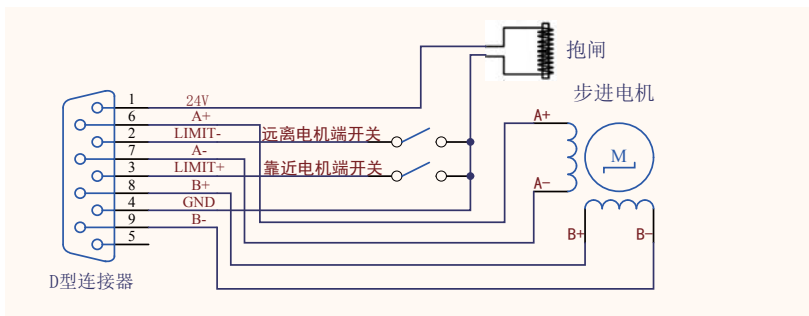 抱闸
步进电机
1 24V
6 A+
2 LIMIT- 远离电机端开关
7 A-
3 LIMIT+ 靠近电机端开关
8 B+
4 GND
9 B-
5
A+
M
A-
B+ B-
D型连接器